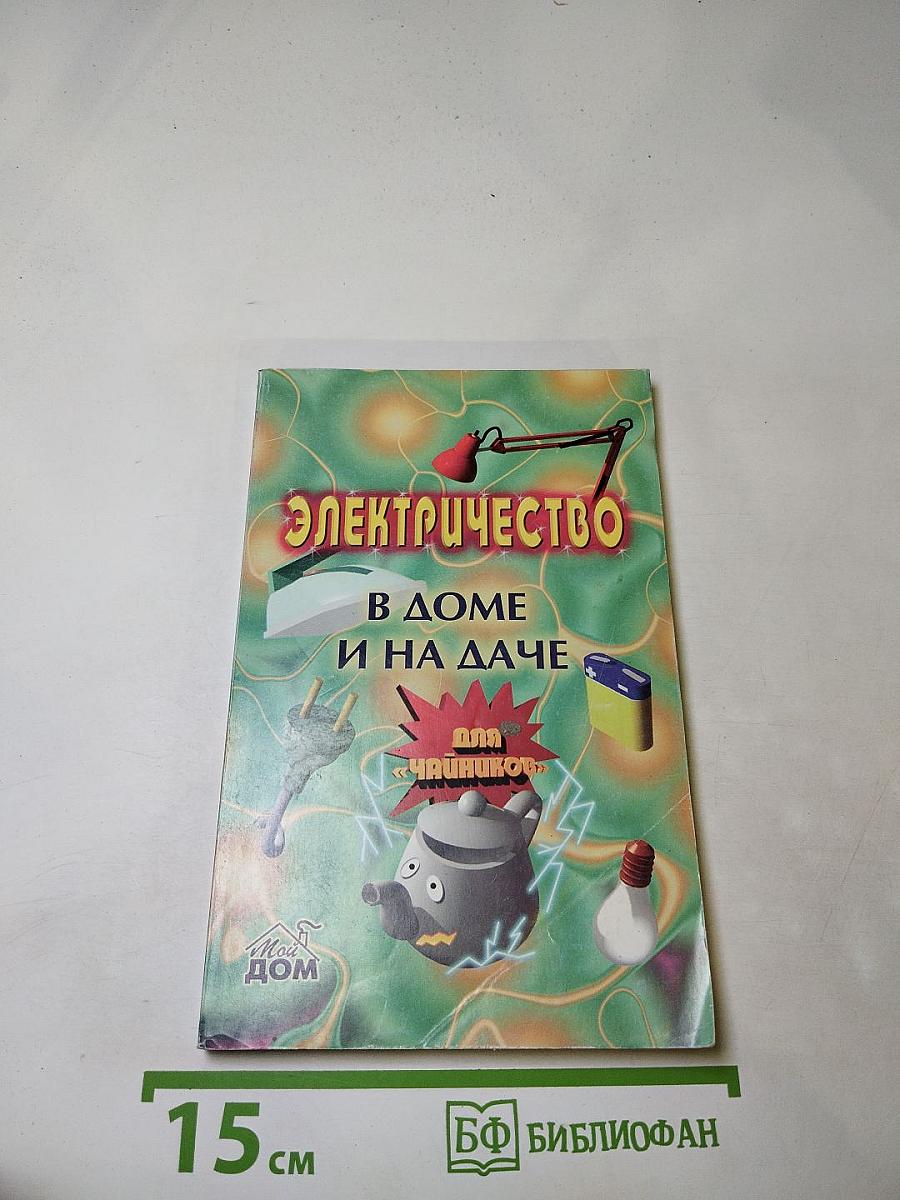 ЭЛЕКТРИЧЕСТВО
В ДОМЕ
И НА ДАЧЕ
ДЛЯ
«ЧАЙНИКОВ»
Мой
ДОМ
15 см
БФ БИБЛИОФАН